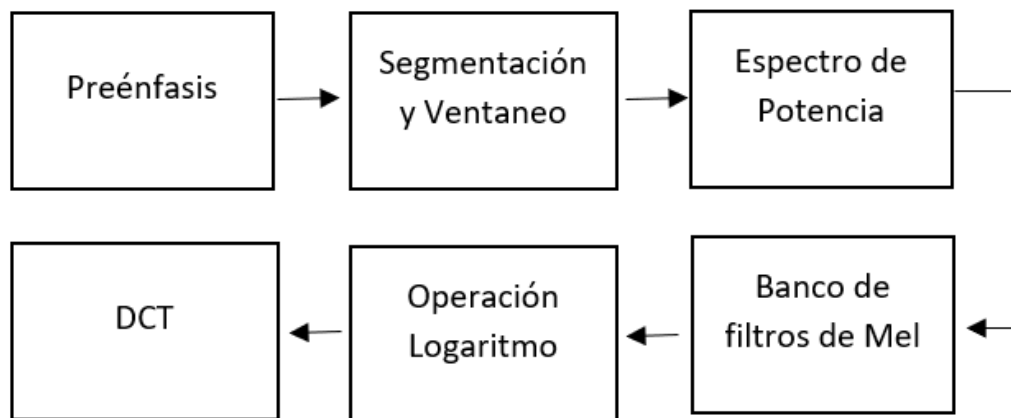 Preénfasis
Segmentación
y Ventaneo
Espectro de
Potencia
Banco de
filtros de Mel
Operación
Logaritmo
DCT